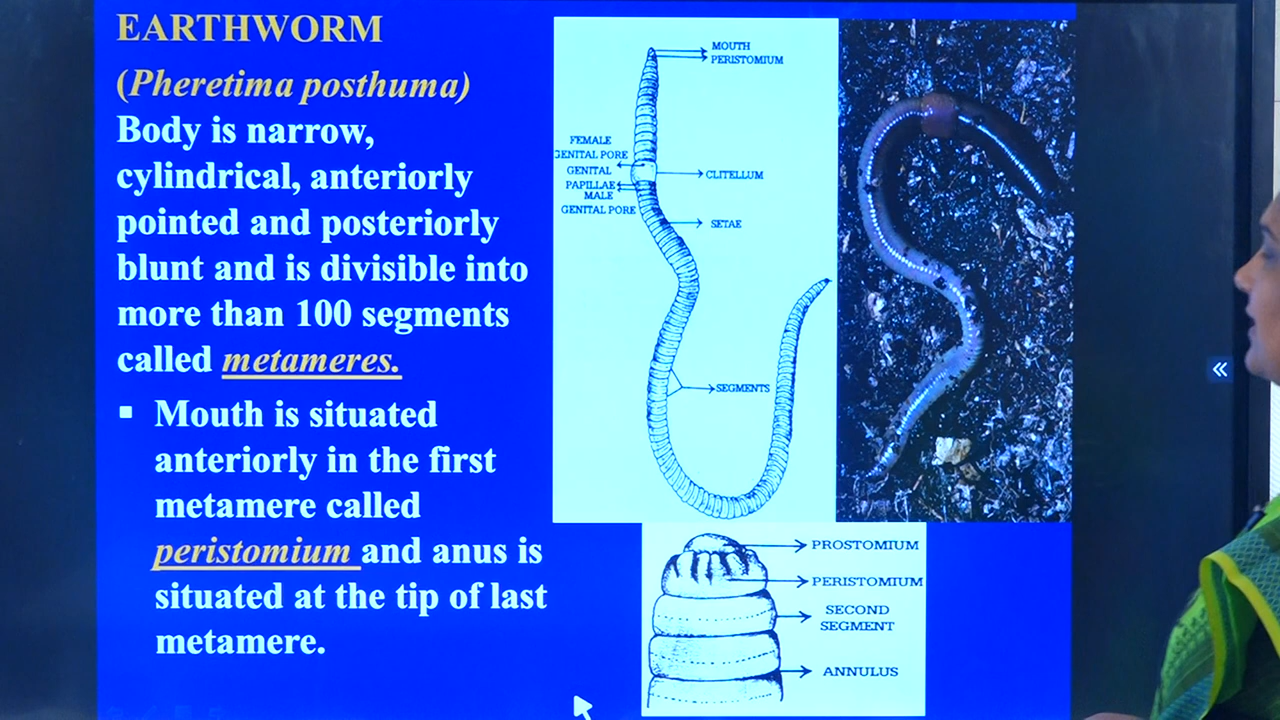 EARTHWORM
(Pheretima posthuma)
Body is narrow,
cylindrical, anteriorly
pointed and posteriorly
blunt and is divisible into
more than 100 segments
called metameres.
▪ Mouth is situated
anteriorly in the first
metamere called
peristomium and anus is
situated at the tip of last
metamere.
MOUTH
PERISTOMIUM
FEMALE
GENITAL PORE
GENITAL
PAPILLAE
MALE
GENITAL PORE
CLITELLUM
SETAE
SEGMENTS
PROSTOMIUM
PERISTOMIUM
SECOND
SEGMENT
ANNULUS